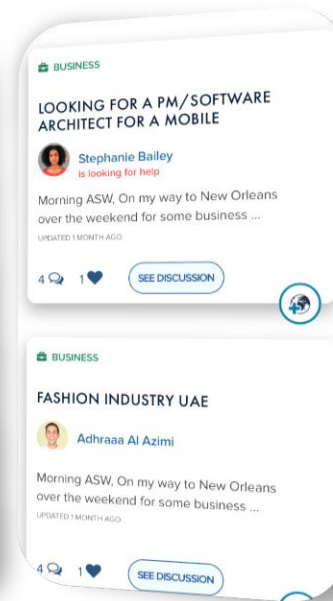 BUSINESS
LOOKING FOR A PM/SOFTWARE
ARCHITECT FOR A MOBILE
Stephanie Bailey
is looking for help
Morning ASW, On my way to New Orleans
over the weekend for some business ...
UPDATED 1 MONTH AGO
4 1 SEE DISCUSSION
BUSINESS
FASHION INDUSTRY UAE
Adhraaa Al Azimi
Morning ASW, On my way to New Orleans
over the weekend for some business ...
UPDATED 1 MONTH AGO
4 1 SEE DISCUSSION